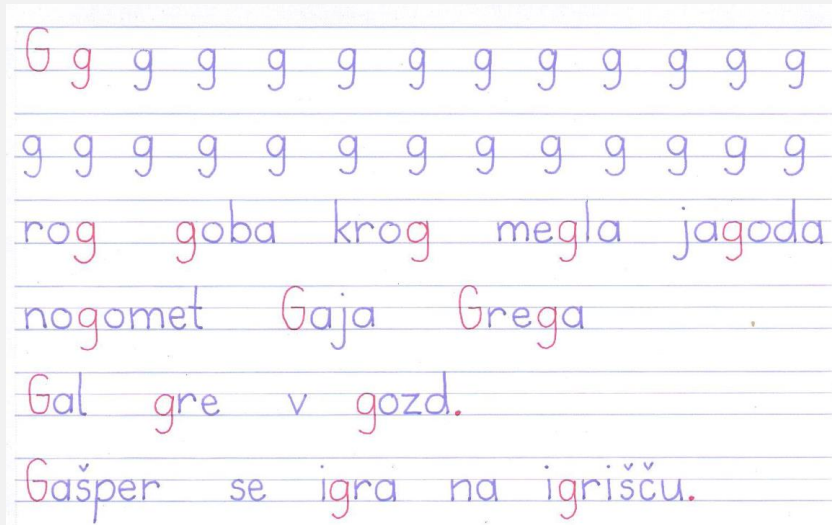 G g g g g g g g g g g g g
g g g g g g g g g g g g g
rog goba krog megla jagoda
nogomet Gaja Grega
Gal gre v gozd.
Gašper se igra na igrišču.